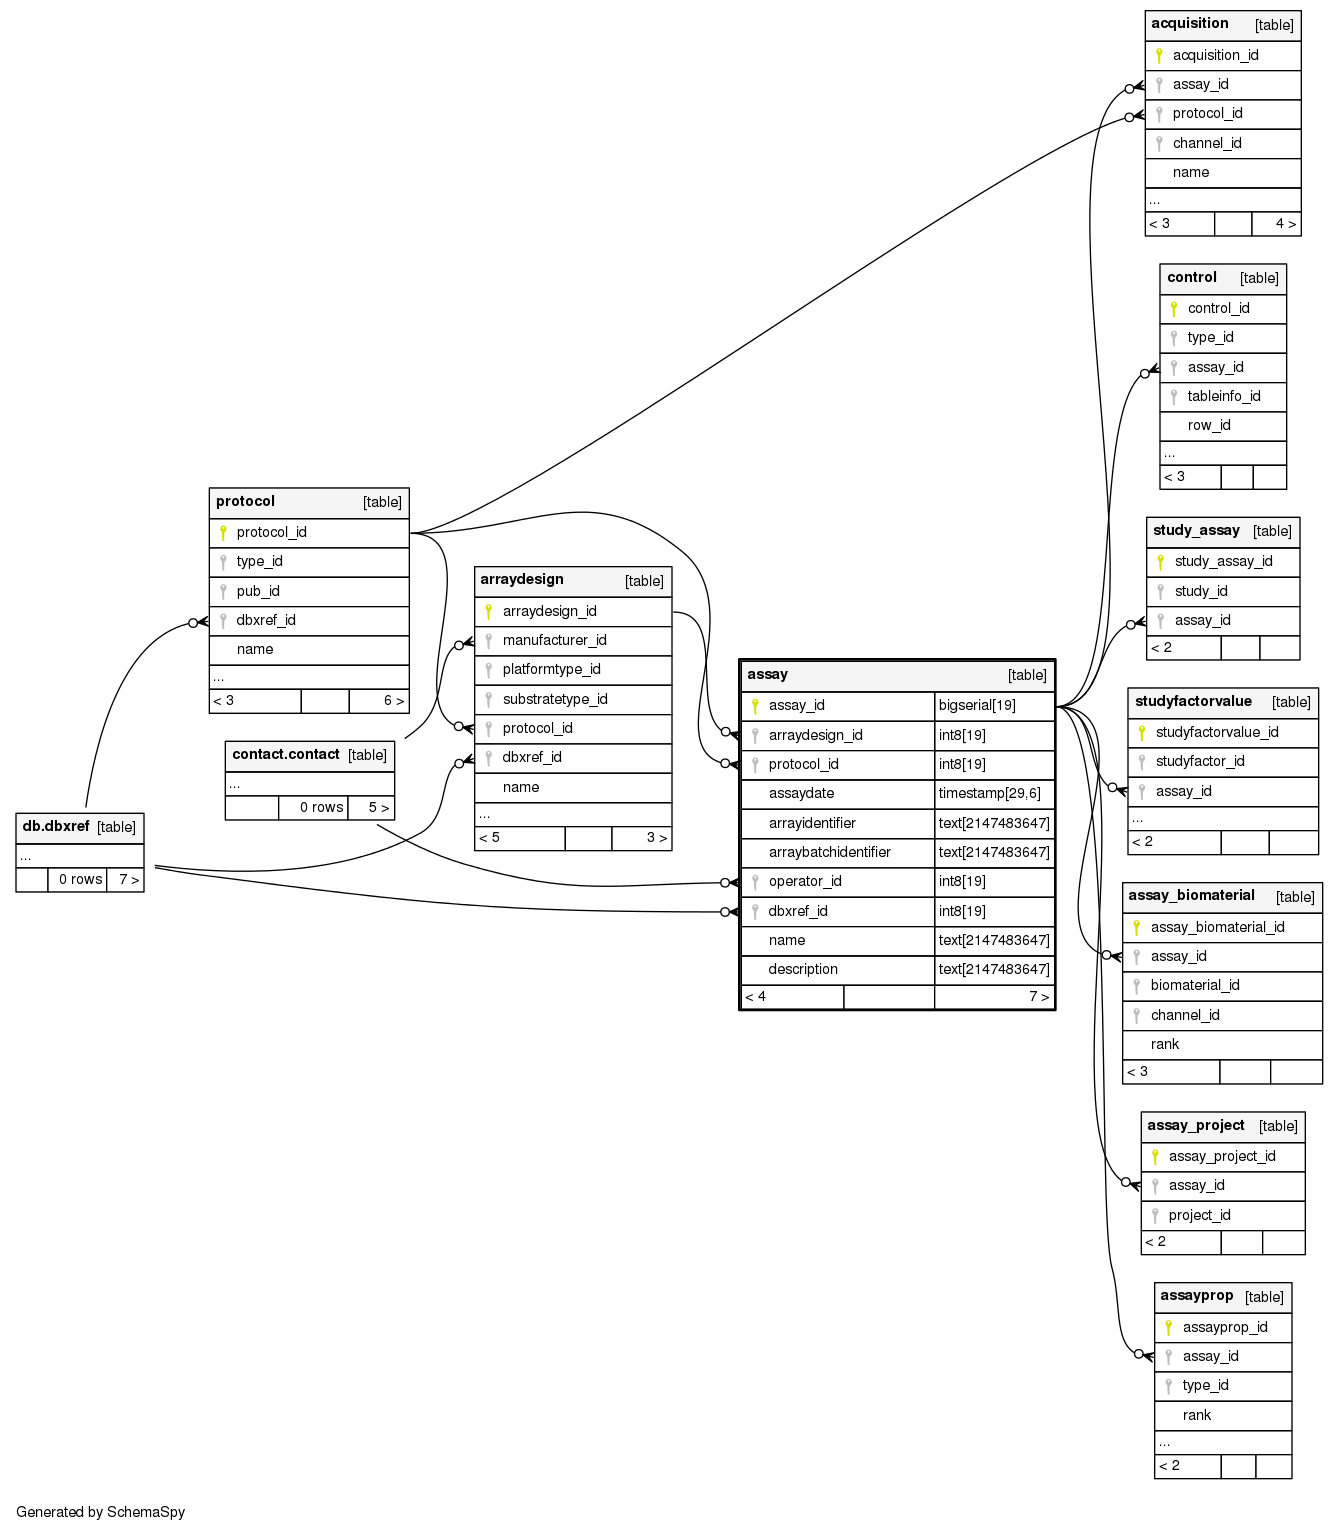 acquisition [table]
acquisition_id
assay_id
protocol_id
channel_id
name
...
< 3 4 >
control [table]
control_id
type_id
assay_id
tableinfo_id
row_id
...
< 3
protocol [table]
protocol_id
type_id
pub_id
dbxref_id
name
...
< 3 6 >
study_assay [table]
study_assay_id
study_id
assay_id
< 2
arraydesign [table]
arraydesign_id
manufacturer_id
platformtype_id
substratetype_id
protocol_id
dbxref_id
name
...
< 5 3 >
contact.contact [table]
...
0 rows 5 >
db.dbxref [table]
...
0 rows 7 >
assay [table]
assay_id bigserial[19]
arraydesign_id int8[19]
protocol_id int8[19]
assaydate timestamp[29,6]
arrayidentifier text[2147483647]
arraybatchidentifier text[2147483647]
operator_id int8[19]
dbxref_id int8[19]
name text[2147483647]
description text[2147483647]
< 4 7 >
studyfactorvalue [table]
studyfactorvalue_id
studyfactor_id
assay_id
...
< 2
assay_biomaterial [table]
assay_biomaterial_id
assay_id
biomaterial_id
channel_id
rank
< 3
assay_project [table]
assay_project_id
assay_id
project_id
< 2
assayprop [table]
assayprop_id
assay_id
type_id
rank
...
< 2
Generated by SchemaSpy